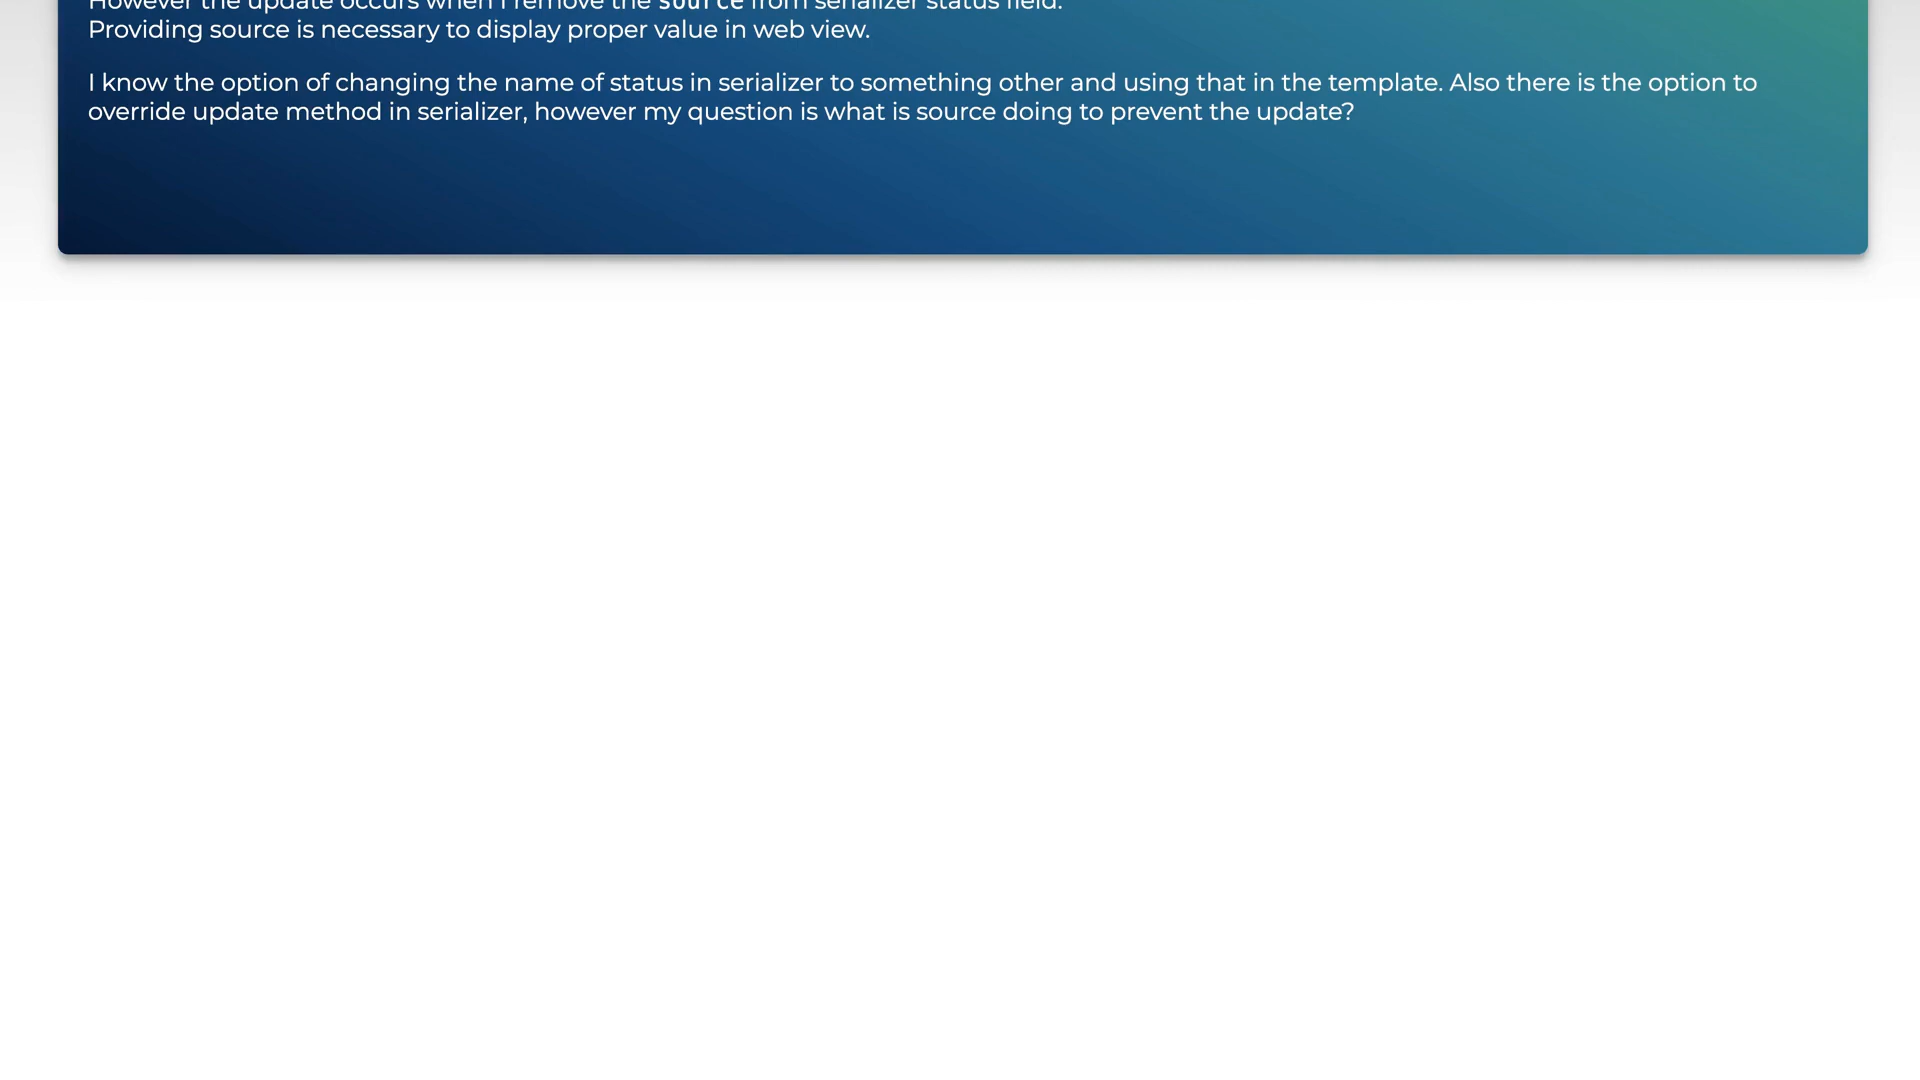 However the update occurs when I remove the source from serializer status field.
Providing source is necessary to display proper value in web view.
I know the option of changing the name of status in serializer to something other and using that in the template. Also there is the option to
override update method in serializer, however my question is what is source doing to prevent the update?